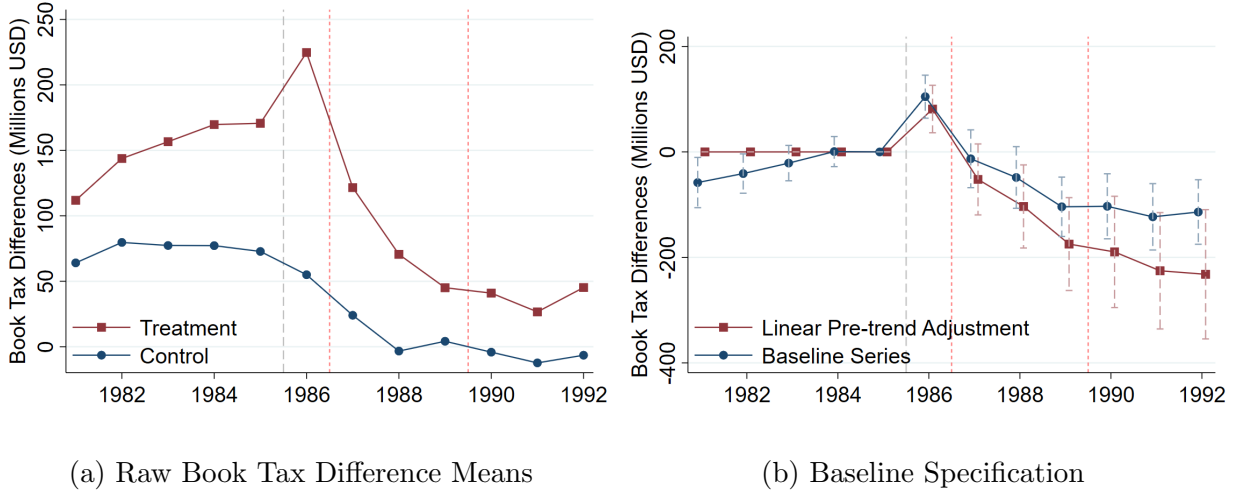 Book Tax Differences (Millions USD)
250
200
150
100
50
0
Treatment
Control
1982 1984 1986 1988 1990 1992
(a) Raw Book Tax Difference Means
Book Tax Differences (Millions USD)
200
0
-200
-400
Linear Pre-trend Adjustment
Baseline Series
1982 1984 1986 1988 1990 1992
(b) Baseline Specification